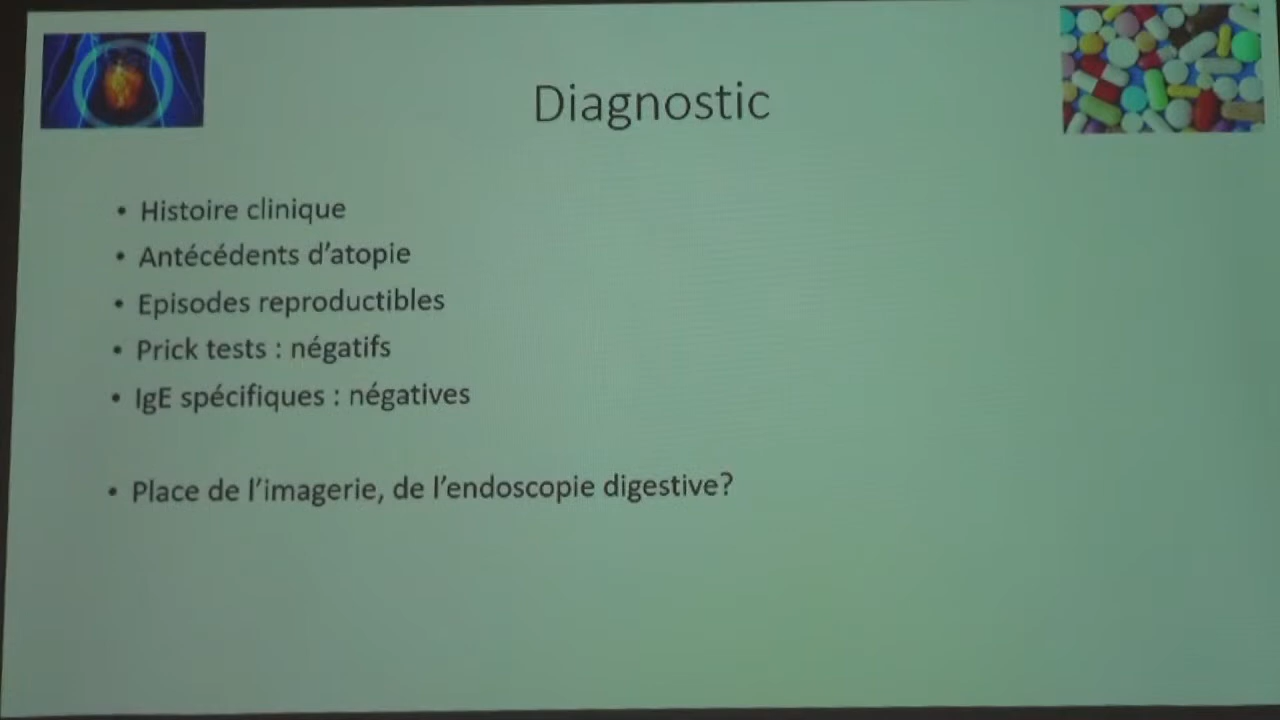 Diagnostic
• Histoire clinique
• Antécédents d'atopie
• Episodes reproductibles
• Prick tests : négatifs
• IgE spécifiques : négatives
• Place de l'imagerie, de l'endoscopie digestive?